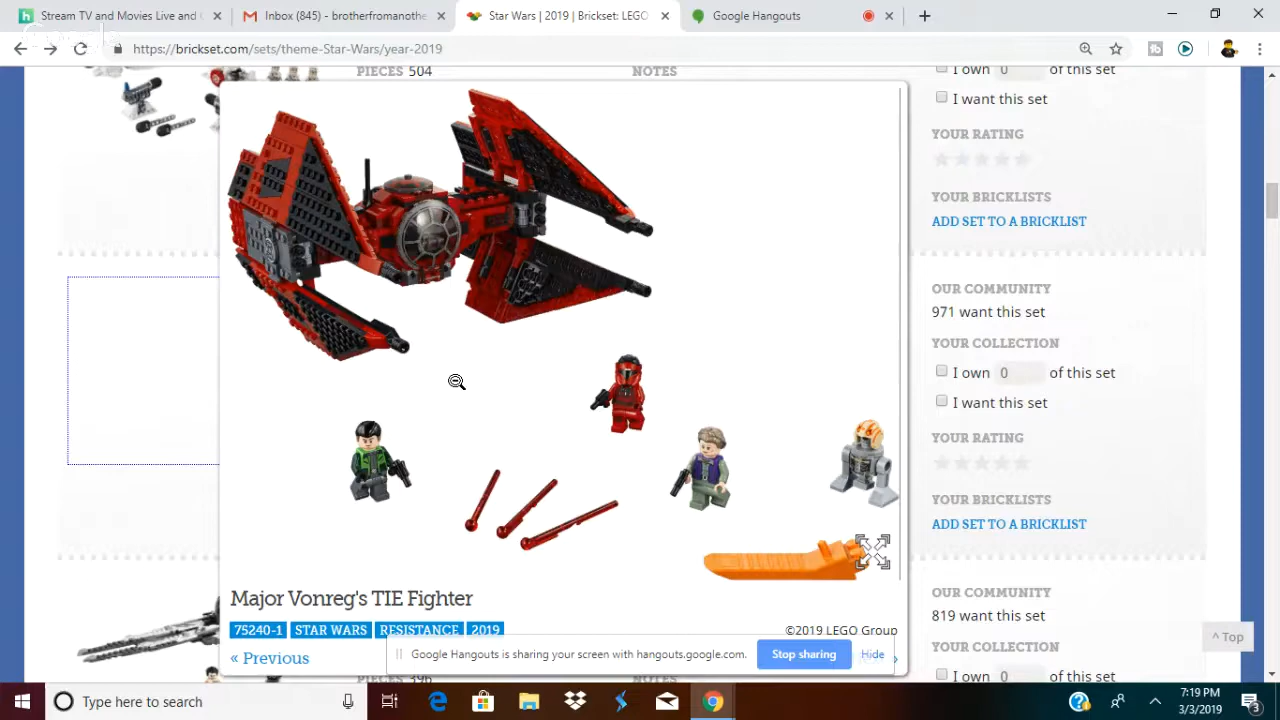 Stream TV and Movies Live and O
Inbox (845) - brotherfromanothe
Star Wars | 2019 | Brickset: LEGO
Google Hangouts
https://brickset.com/sets/theme-Star-Wars/year-2019
PIECES 504
NOTES
I own 0 of this set
I want this set
YOUR RATING
YOUR BRICKLISTS
ADD SET TO A BRICKLIST
OUR COMMUNITY
971 want this set
YOUR COLLECTION
I own 0 of this set
I want this set
YOUR RATING
YOUR BRICKLISTS
ADD SET TO A BRICKLIST
OUR COMMUNITY
819 want this set
YOUR COLLECTION
I own 0 of this set
^ Top
Major Vonreg's TIE Fighter
75240-1 STAR WARS RESISTANCE 2019
©2019 LEGO Group
« Previous
Google Hangouts is sharing your screen with hangouts.google.com.
Stop sharing
Hide
PIECES 396
NOTES
Type here to search
7:19 PM
3/3/2019
3